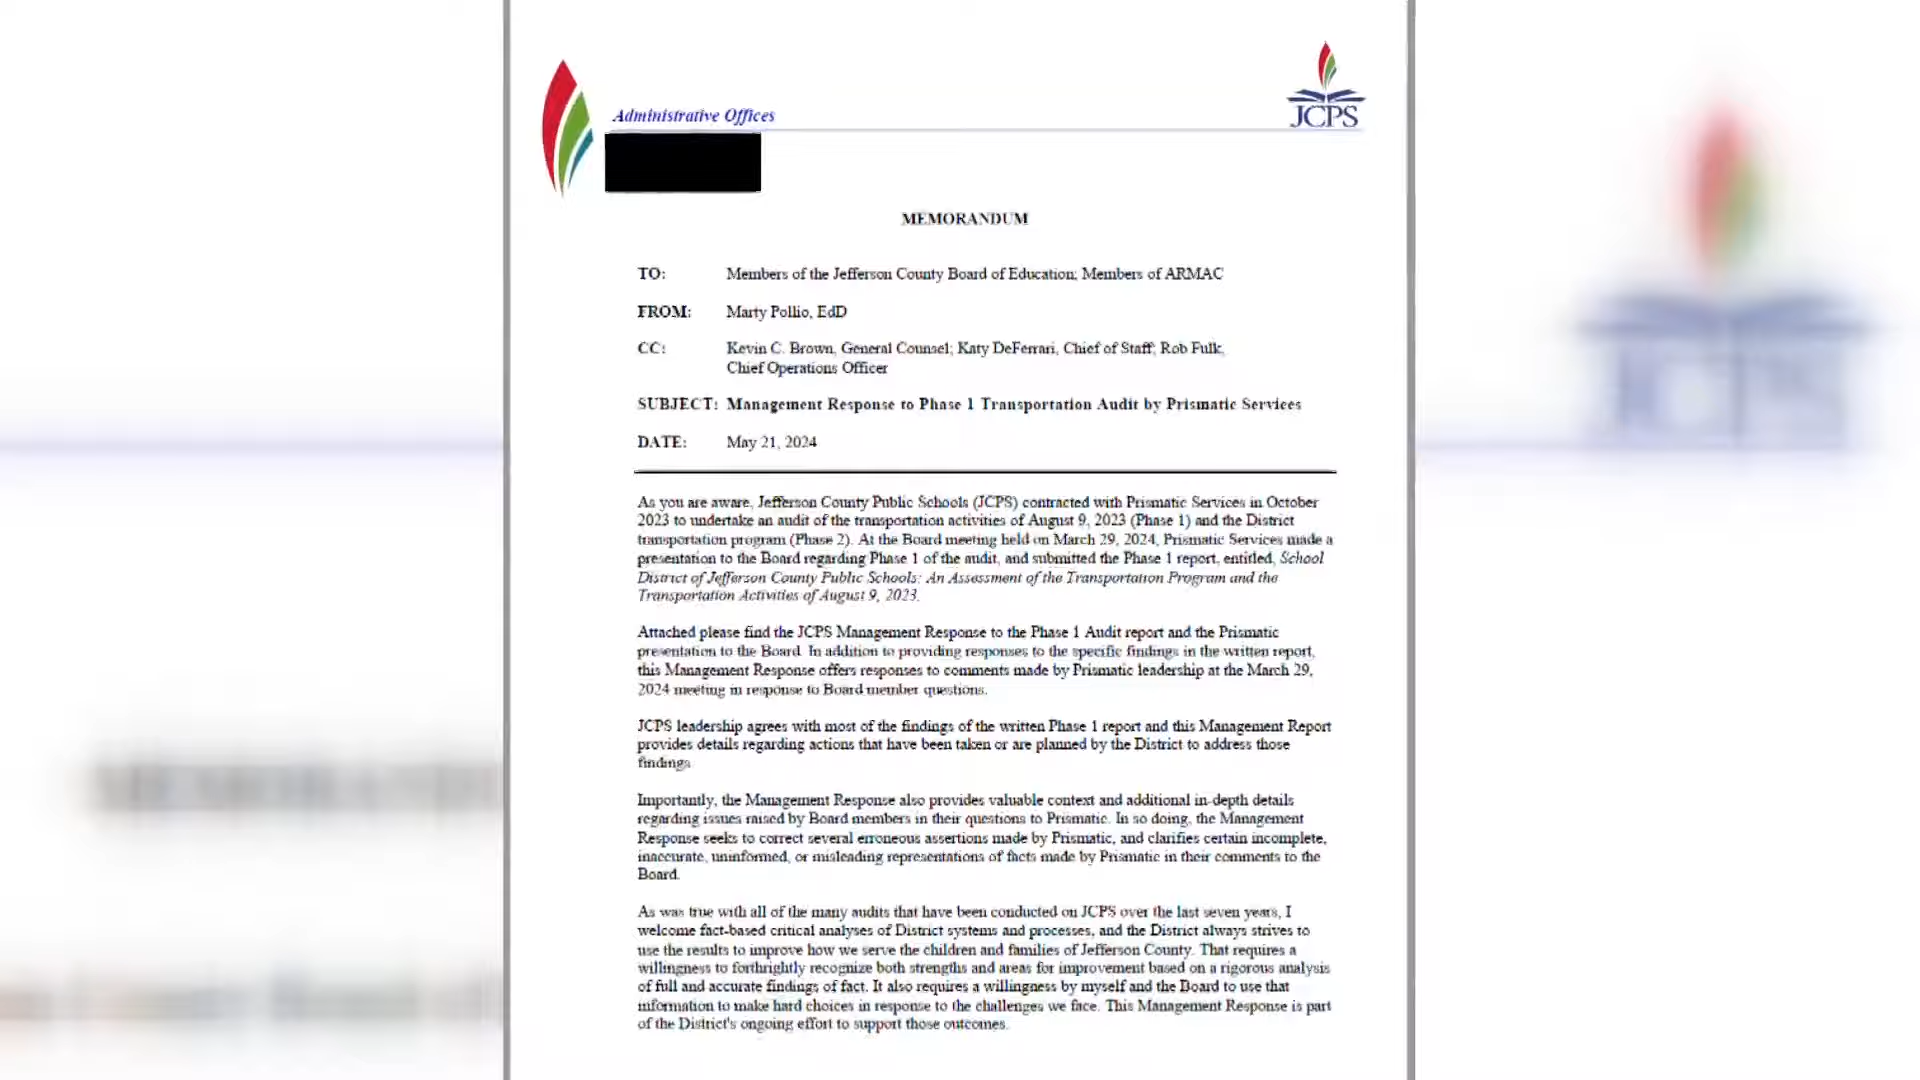 Administrative Offices
JCPS
MEMORANDUM
TO: Members of the Jefferson County Board of Education; Members of ARMAC
FROM: Marty Pollio, EdD
CC: Kevin C. Brown, General Counsel; Katy DeFerrari, Chief of Staff; Rob Fulk,
Chief Operations Officer
SUBJECT: Management Response to Phase 1 Transportation Audit by Prismatic Services
DATE: May 21, 2024
As you are aware, Jefferson County Public Schools (JCPS) contracted with Prismatic Services in October
2023 to undertake an audit of the transportation activities of August 9, 2023 (Phase 1) and the District
transportation program (Phase 2). At the Board meeting held on March 29, 2024, Prismatic Services made a
presentation to the Board regarding Phase 1 of the audit, and submitted the Phase 1 report, entitled, School
District of Jefferson County Public Schools: An Assessment of the Transportation Program and the
Transportation Activities of August 9, 2023.
Attached please find the JCPS Management Response to the Phase 1 Audit report and the Prismatic
presentation to the Board. In addition to providing responses to the specific findings in the written report,
this Management Response offers responses to comments made by Prismatic leadership at the March 29,
2024 meeting in response to Board member questions.
JCPS leadership agrees with most of the findings of the written Phase 1 report and this Management Report
provides details regarding actions that have been taken or are planned by the District to address those
findings
Importantly, the Management Response also provides valuable context and additional in-depth details
regarding issues raised by Board members in their questions to Prismatic. In so doing, the Management
Response seeks to correct several erroneous assertions made by Prismatic, and clarifies certain incomplete,
inaccurate, uninformed, or misleading representations of facts made by Prismatic in their comments to the
Board.
As was true with all of the many audits that have been conducted on JCPS over the last seven years, I
welcome fact-based critical analyses of District systems and processes, and the District always strives to
use the results to improve how we serve the children and families of Jefferson County. That requires a
willingness to forthrightly recognize both strengths and areas for improvement based on a rigorous analysis
of full and accurate findings of fact. It also requires a willingness by myself and the Board to use that
information to make hard choices in response to the challenges we face. This Management Response is part
of the District's ongoing effort to support those outcomes.